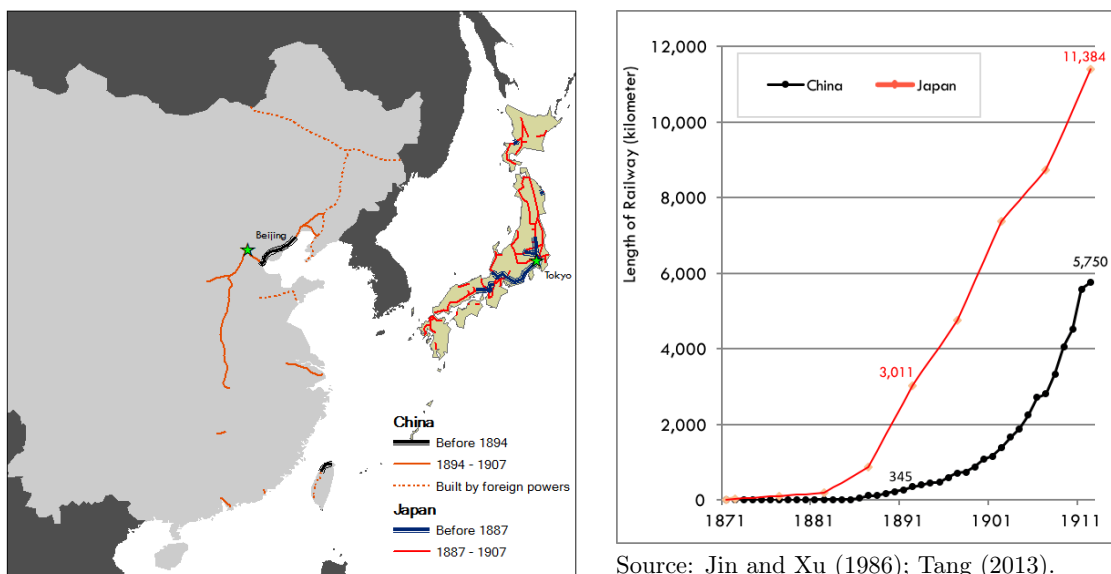 Beijing
Tokyo
China
Before 1894
1894 - 1907
Built by foreign powers
Japan
Before 1887
1887 - 1907
Length of Railway (kilometer)
12,000
10,000
8,000
6,000
4,000
2,000
0
1871
1881
1891
1901
1911
China
Japan
11,384
5,750
3,011
345
Source: Jin and Xu (1986); Tang (2013).